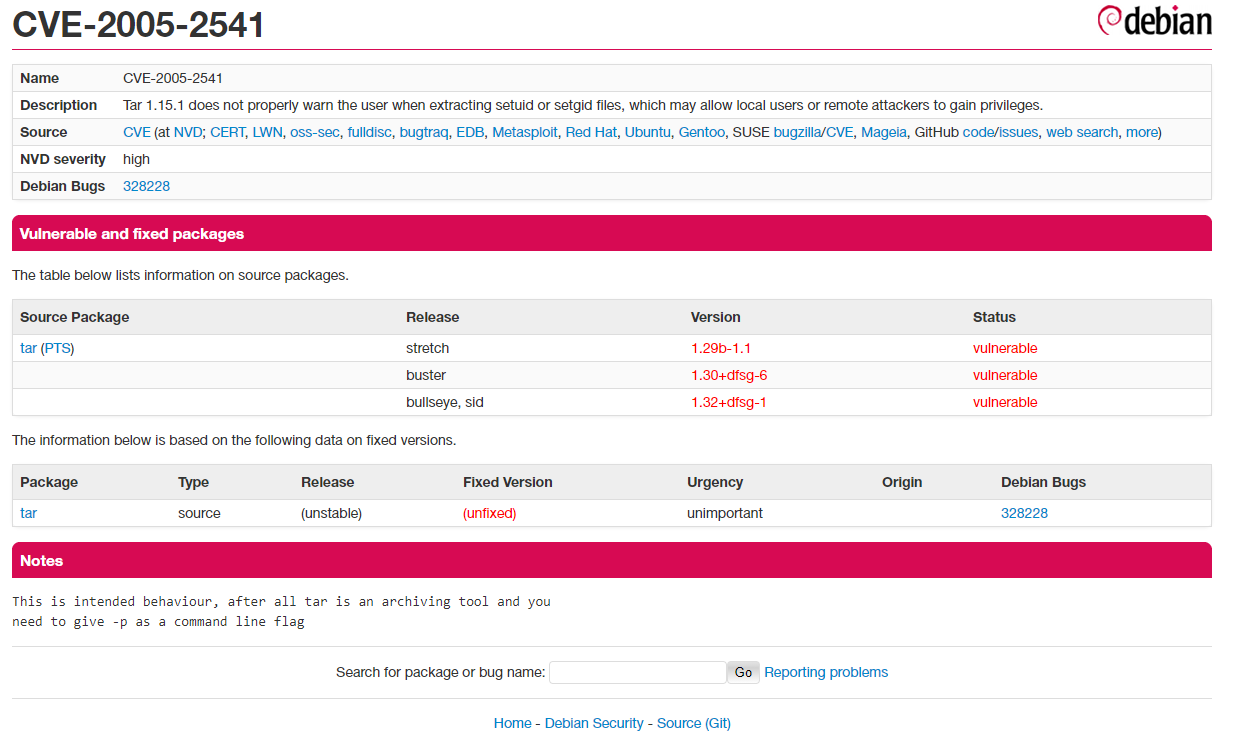 CVE-2005-2541
debian
Name CVE-2005-2541
Description Tar 1.15.1 does not properly warn the user when extracting setuid or setgid files, which may allow local users or remote attackers to gain privileges.
Source CVE (at NVD; CERT, LWN, oss-sec, fulldisc, bugtraq, EDB, Metasploit, Red Hat, Ubuntu, Gentoo, SUSE bugzilla/CVE, Mageia, GitHub code/issues, web search, more)
NVD severity high
Debian Bugs 328228
Vulnerable and fixed packages
The table below lists information on source packages.
Source Package Release Version Status
tar (PTS) stretch 1.29b-1.1 vulnerable
buster 1.30+dfsg-6 vulnerable
bullseye, sid 1.32+dfsg-1 vulnerable
The information below is based on the following data on fixed versions.
Package Type Release Fixed Version Urgency Origin Debian Bugs
tar source (unstable) (unfixed) unimportant 328228
Notes
This is intended behaviour, after all tar is an archiving tool and you
need to give -p as a command line flag
Search for package or bug name: Go Reporting problems
Home - Debian Security - Source (Git)